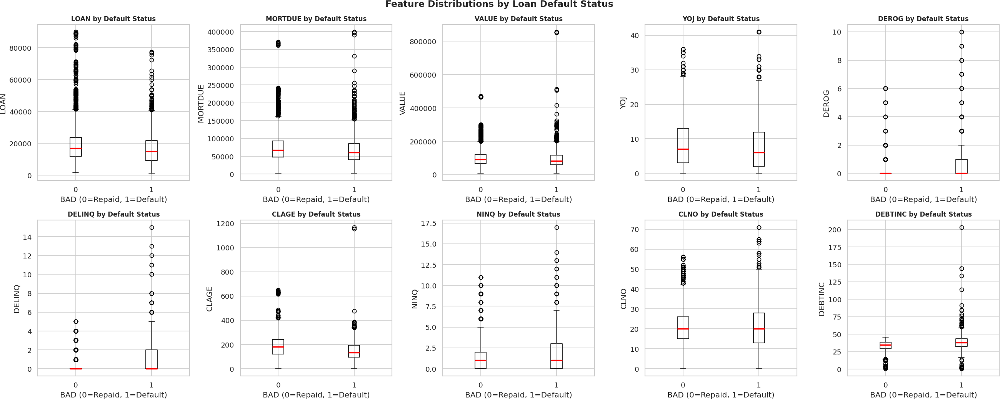 Feature Distributions by Loan Default Status
LOAN by Default Status
LOAN
80000
60000
40000
20000
0
0 1
BAD (0=Repaid, 1=Default)
MORTDUE by Default Status
MORTDUE
400000
350000
300000
250000
200000
150000
100000
50000
0
0 1
BAD (0=Repaid, 1=Default)
VALUE by Default Status
VALUE
800000
600000
400000
200000
0
0 1
BAD (0=Repaid, 1=Default)
YOJ by Default Status
YOJ
40
30
20
10
0
0 1
BAD (0=Repaid, 1=Default)
DEROG by Default Status
DEROG
10
8
6
4
2
0
0 1
BAD (0=Repaid, 1=Default)
DELINQ by Default Status
DELINQ
14
12
10
8
6
4
2
0
0 1
BAD (0=Repaid, 1=Default)
CLAGE by Default Status
CLAGE
1200
1000
800
600
400
200
0
0 1
BAD (0=Repaid, 1=Default)
NINQ by Default Status
NINQ
17.5
15.0
12.5
10.0
7.5
5.0
2.5
0.0
0 1
BAD (0=Repaid, 1=Default)
CLNO by Default Status
CLNO
70
60
50
40
30
20
10
0
0 1
BAD (0=Repaid, 1=Default)
DEBTINC by Default Status
DEBTINC
200
175
150
125
100
75
50
25
0
0 1
BAD (0=Repaid, 1=Default)